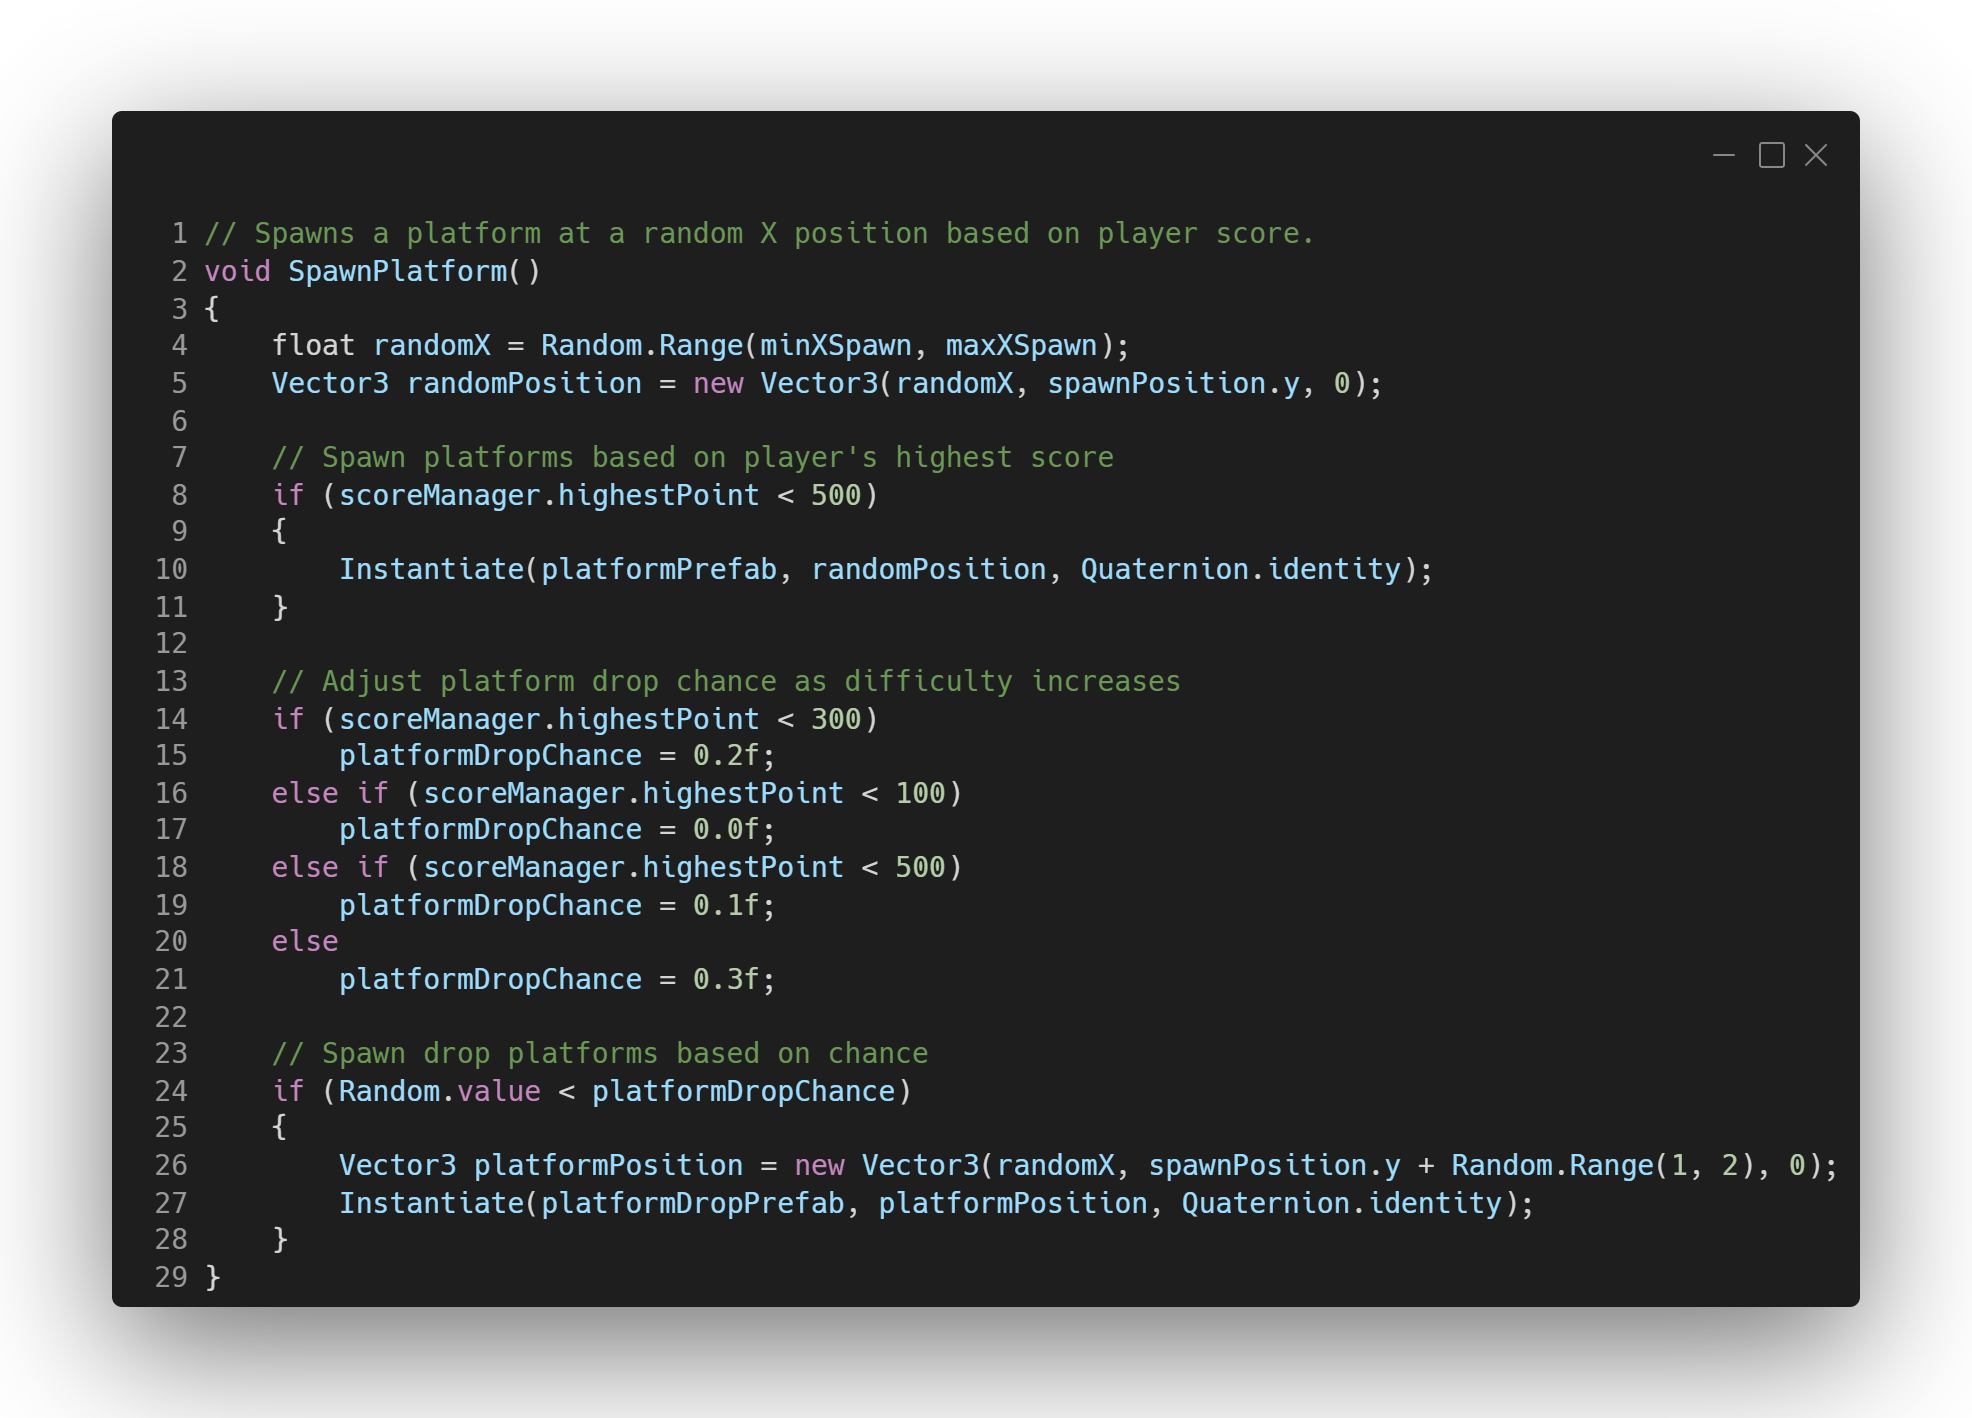 1 // Spawns a platform at a random X position based on player score.
2 void SpawnPlatform()
3 {
4     float randomX = Random.Range(minXSpawn, maxXSpawn);
5     Vector3 randomPosition = new Vector3(randomX, spawnPosition.y, 0);
6
7     // Spawn platforms based on player's highest score
8     if (scoreManager.highestPoint < 500)
9     {
10         Instantiate(platformPrefab, randomPosition, Quaternion.identity);
11     }
12
13     // Adjust platform drop chance as difficulty increases
14     if (scoreManager.highestPoint < 300)
15         platformDropChance = 0.2f;
16     else if (scoreManager.highestPoint < 100)
17         platformDropChance = 0.0f;
18     else if (scoreManager.highestPoint < 500)
19         platformDropChance = 0.1f;
20     else
21         platformDropChance = 0.3f;
22
23     // Spawn drop platforms based on chance
24     if (Random.value < platformDropChance)
25     {
26         Vector3 platformPosition = new Vector3(randomX, spawnPosition.y + Random.Range(1, 2), 0);
27         Instantiate(platformDropPrefab, platformPosition, Quaternion.identity);
28     }
29 }